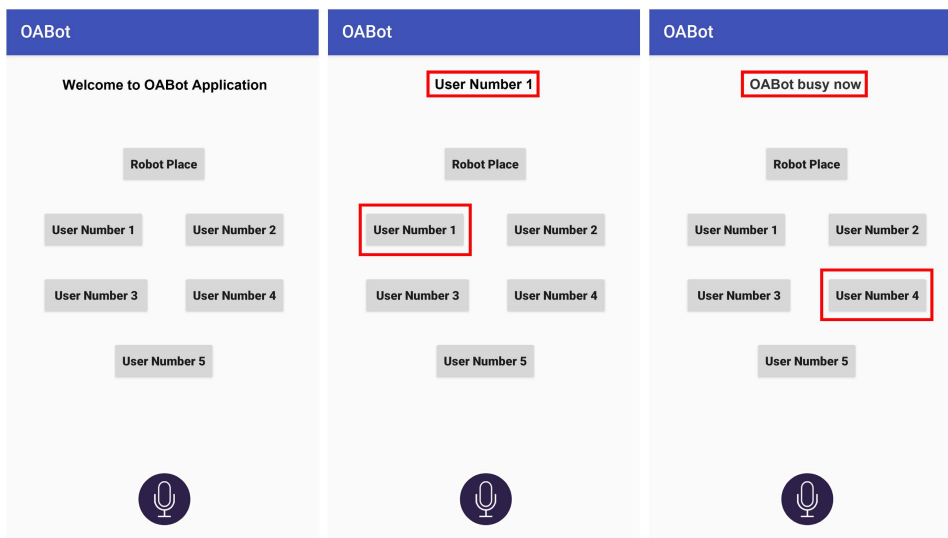 OABot
Welcome to OABot Application
Robot Place
User Number 1
User Number 2
User Number 3
User Number 4
User Number 5
OABot
User Number 1
Robot Place
User Number 1
User Number 2
User Number 3
User Number 4
User Number 5
OABot
OABot busy now
Robot Place
User Number 1
User Number 2
User Number 3
User Number 4
User Number 5